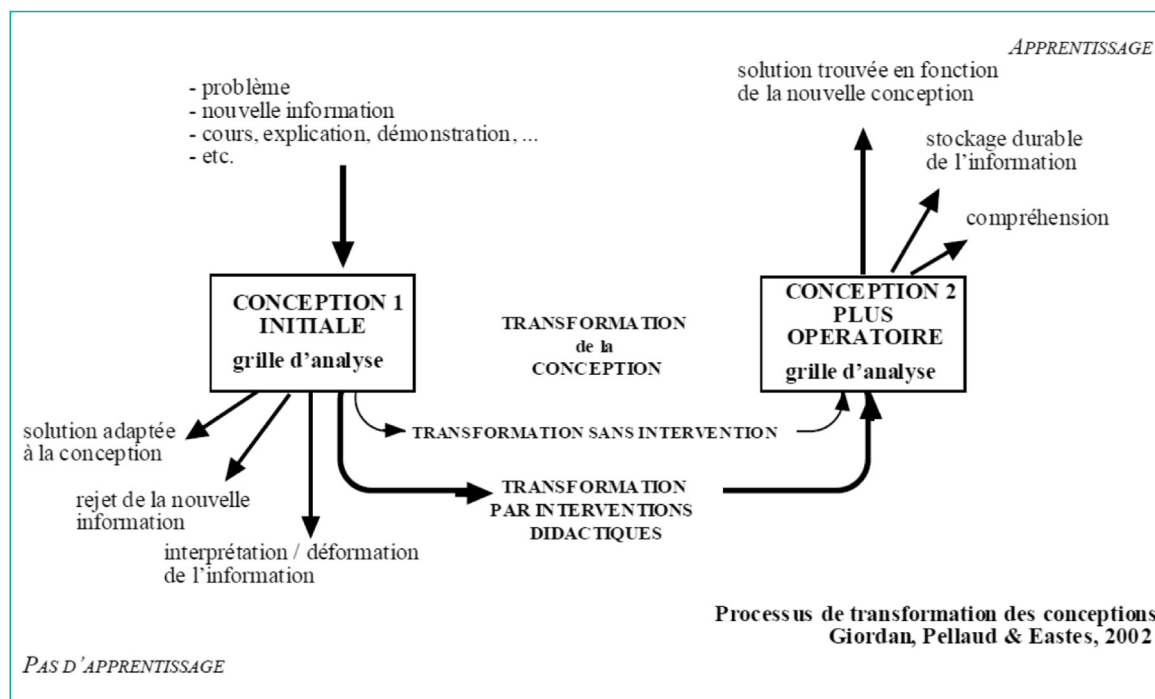 APPRENTISSAGE
- problème
- nouvelle information
- cours, explication, démonstration, ...
- etc.
solution trouvée en fonction
de la nouvelle conception
stockage durable
de l'information
compréhension
CONCEPTION 1
INITIALE
grille d'analyse
TRANSFORMATION
de la
CONCEPTION
CONCEPTION 2
PLUS
OPERATOIRE
grille d'analyse
solution adaptée
à la conception
rejet de la nouvelle
information
interprétation / déformation
de l'information
TRANSFORMATION SANS INTERVENTION
TRANSFORMATION
PAR INTERVENTIONS
DIDACTIQUES
Processus de transformation des conceptions
Giordan, Pellaud & Eastes, 2002
PAS D'APPRENTISSAGE